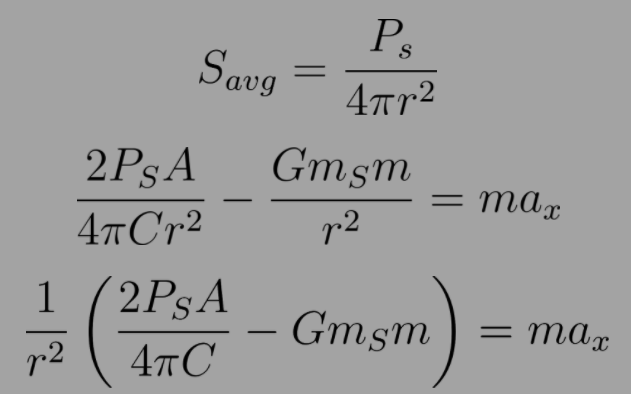 S_{avg} = \frac{P_s}{4\pi r^2}
\frac{2P_S A}{4\pi C r^2} - \frac{G m_S m}{r^2} = m a_x
\frac{1}{r^2} \left( \frac{2P_S A}{4\pi C} - G m_S m \right) = m a_x